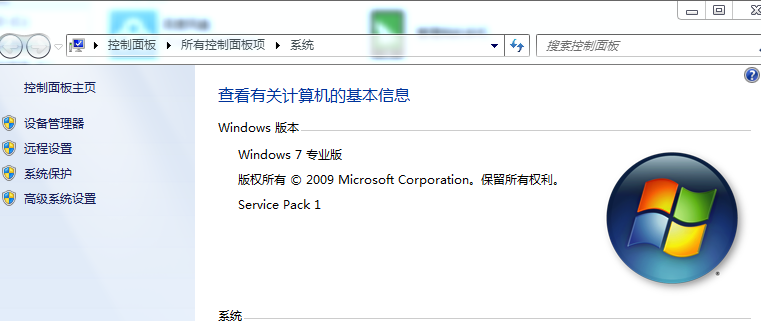 控制面板 所有控制面板项 系统
搜索控制面板
控制面板主页
设备管理器
远程设置
系统保护
高级系统设置
查看有关计算机的基本信息
Windows 版本
Windows 7 专业版
版权所有 © 2009 Microsoft Corporation。保留所有权利。
Service Pack 1
系统